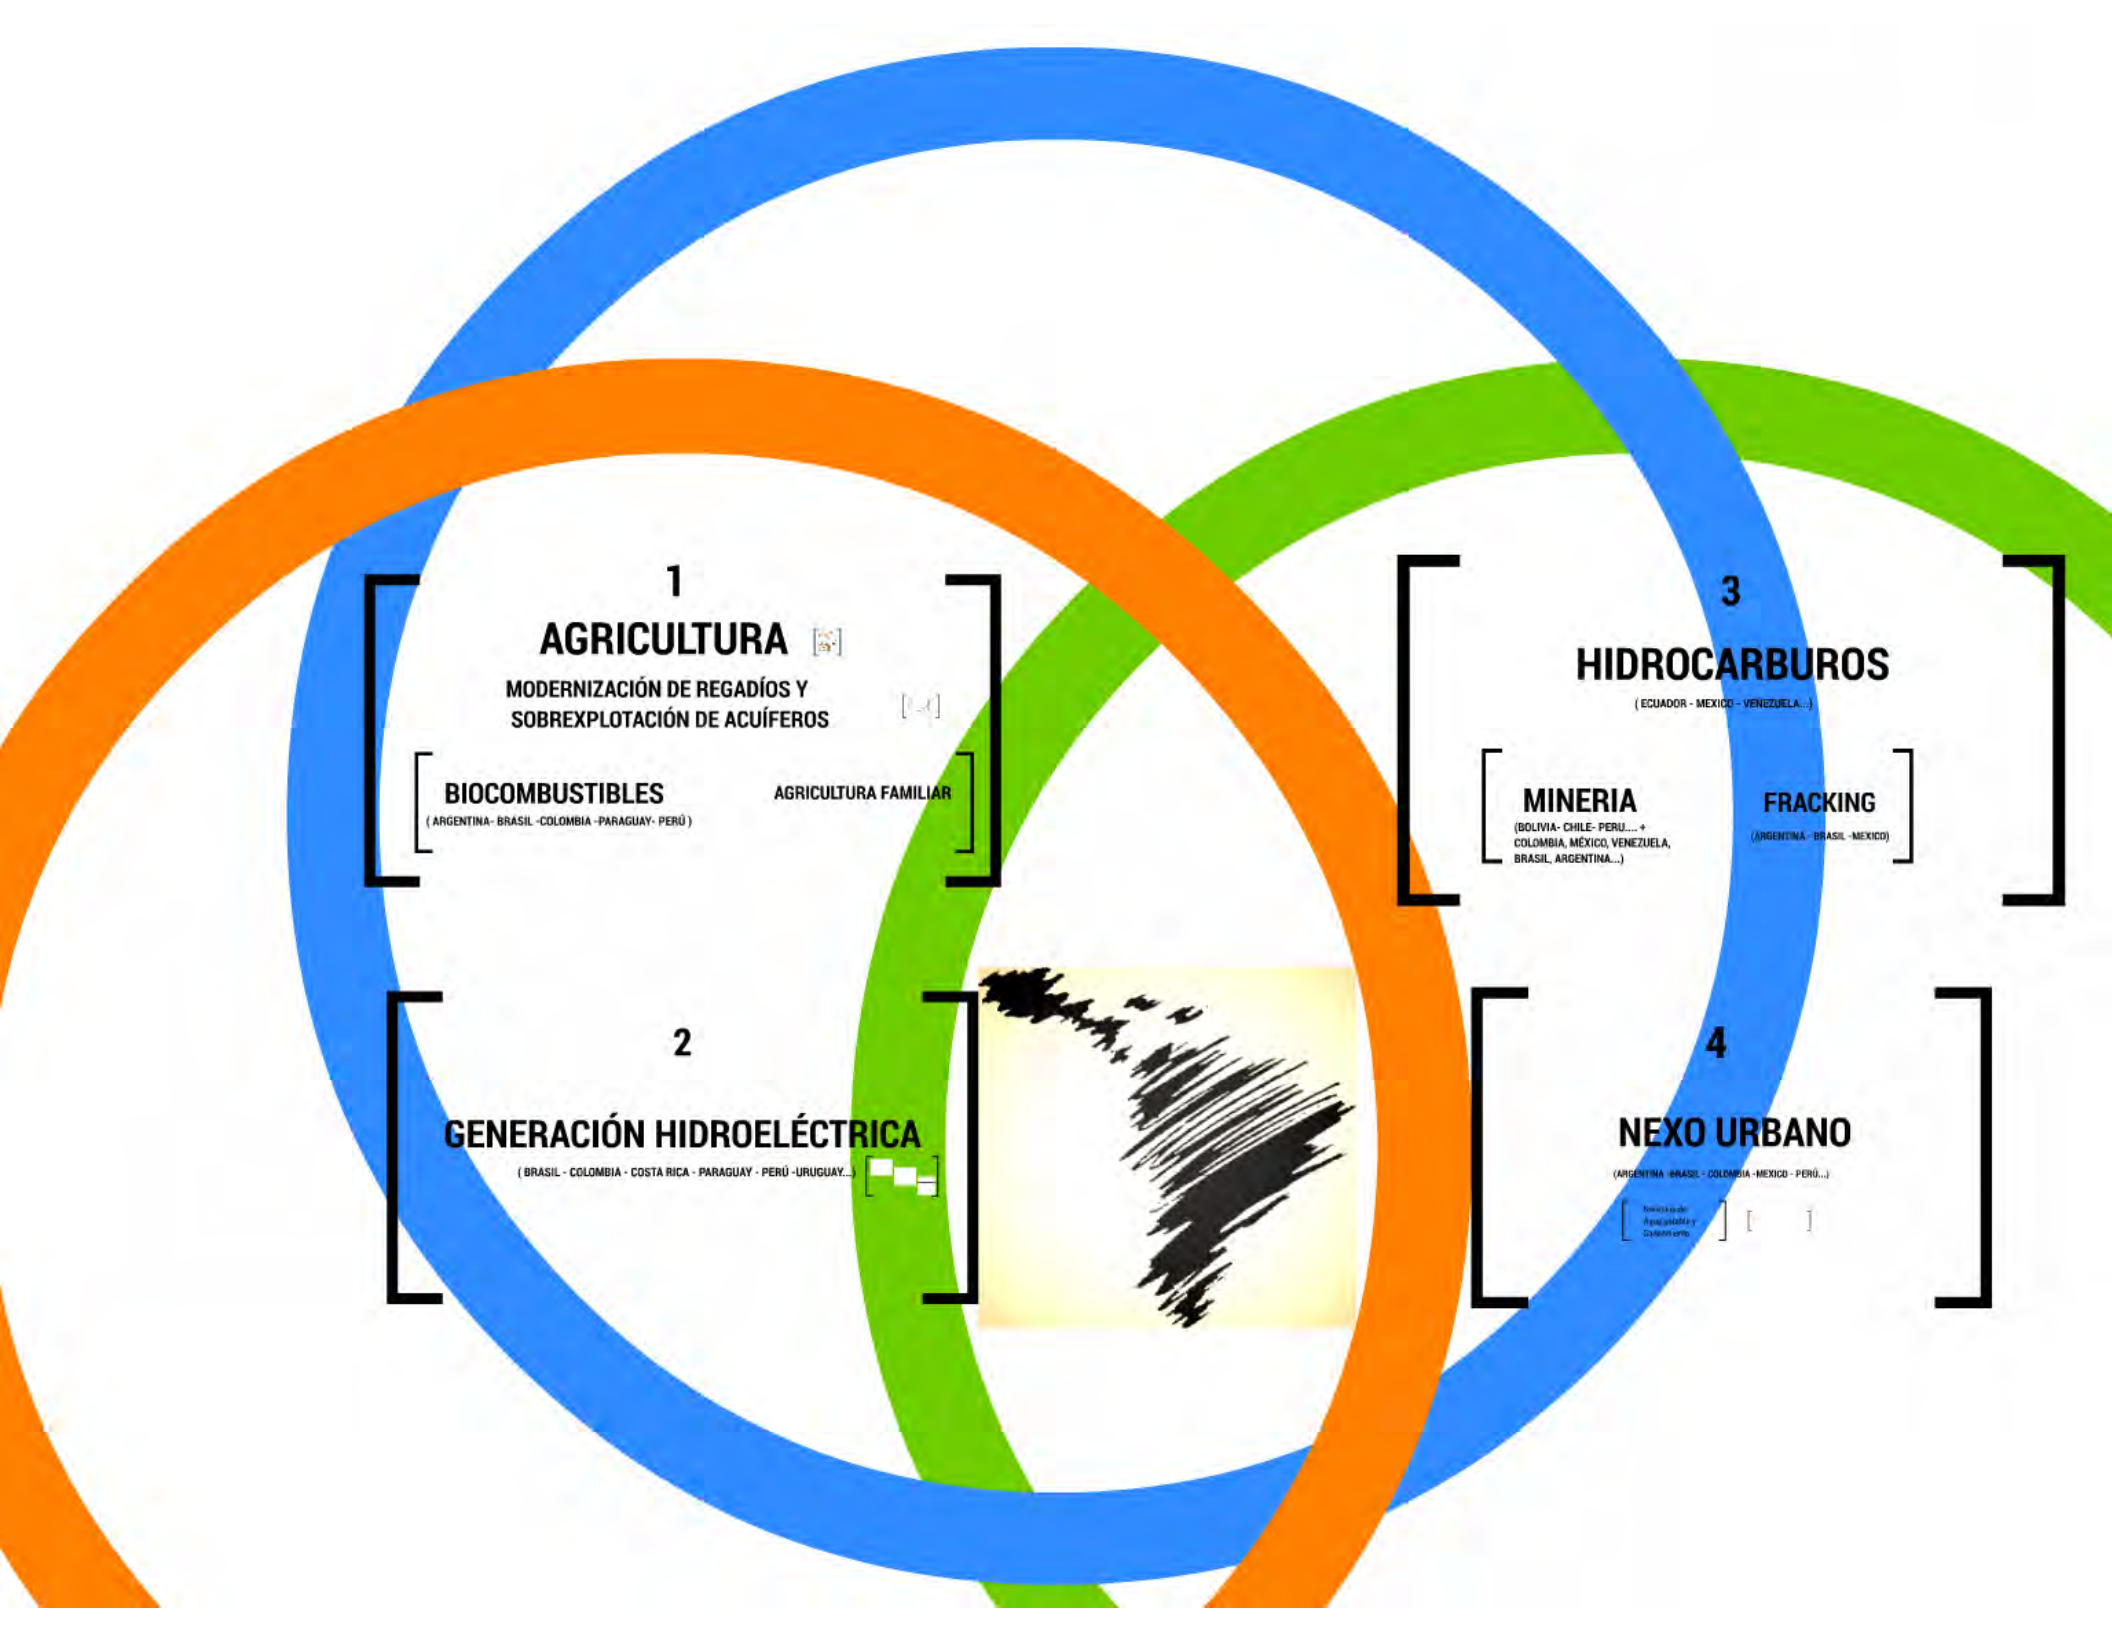 1
AGRICULTURA
MODERNIZACIÓN DE REGADÍOS Y
SOBREXPLOTACIÓN DE ACUÍFEROS
BIOCOMBUSTIBLES
( ARGENTINA- BRASIL -COLOMBIA -PARAGUAY- PERÚ )
AGRICULTURA FAMILIAR
2
GENERACIÓN HIDROELÉCTRICA
( BRASIL - COLOMBIA - COSTA RICA - PARAGUAY - PERÚ -URUGUAY...)
3
HIDROCARBUROS
( ECUADOR - MEXICO - VENEZUELA...)
MINERIA
(BOLIVIA- CHILE- PERU.... +
COLOMBIA, MÉXICO, VENEZUELA,
BRASIL, ARGENTINA...)
FRACKING
(ARGENTINA - BRASIL -MEXICO)
4
NEXO URBANO
(ARGENTINA -BRASIL - COLOMBIA -MEXICO - PERÚ...)
Agua potable y